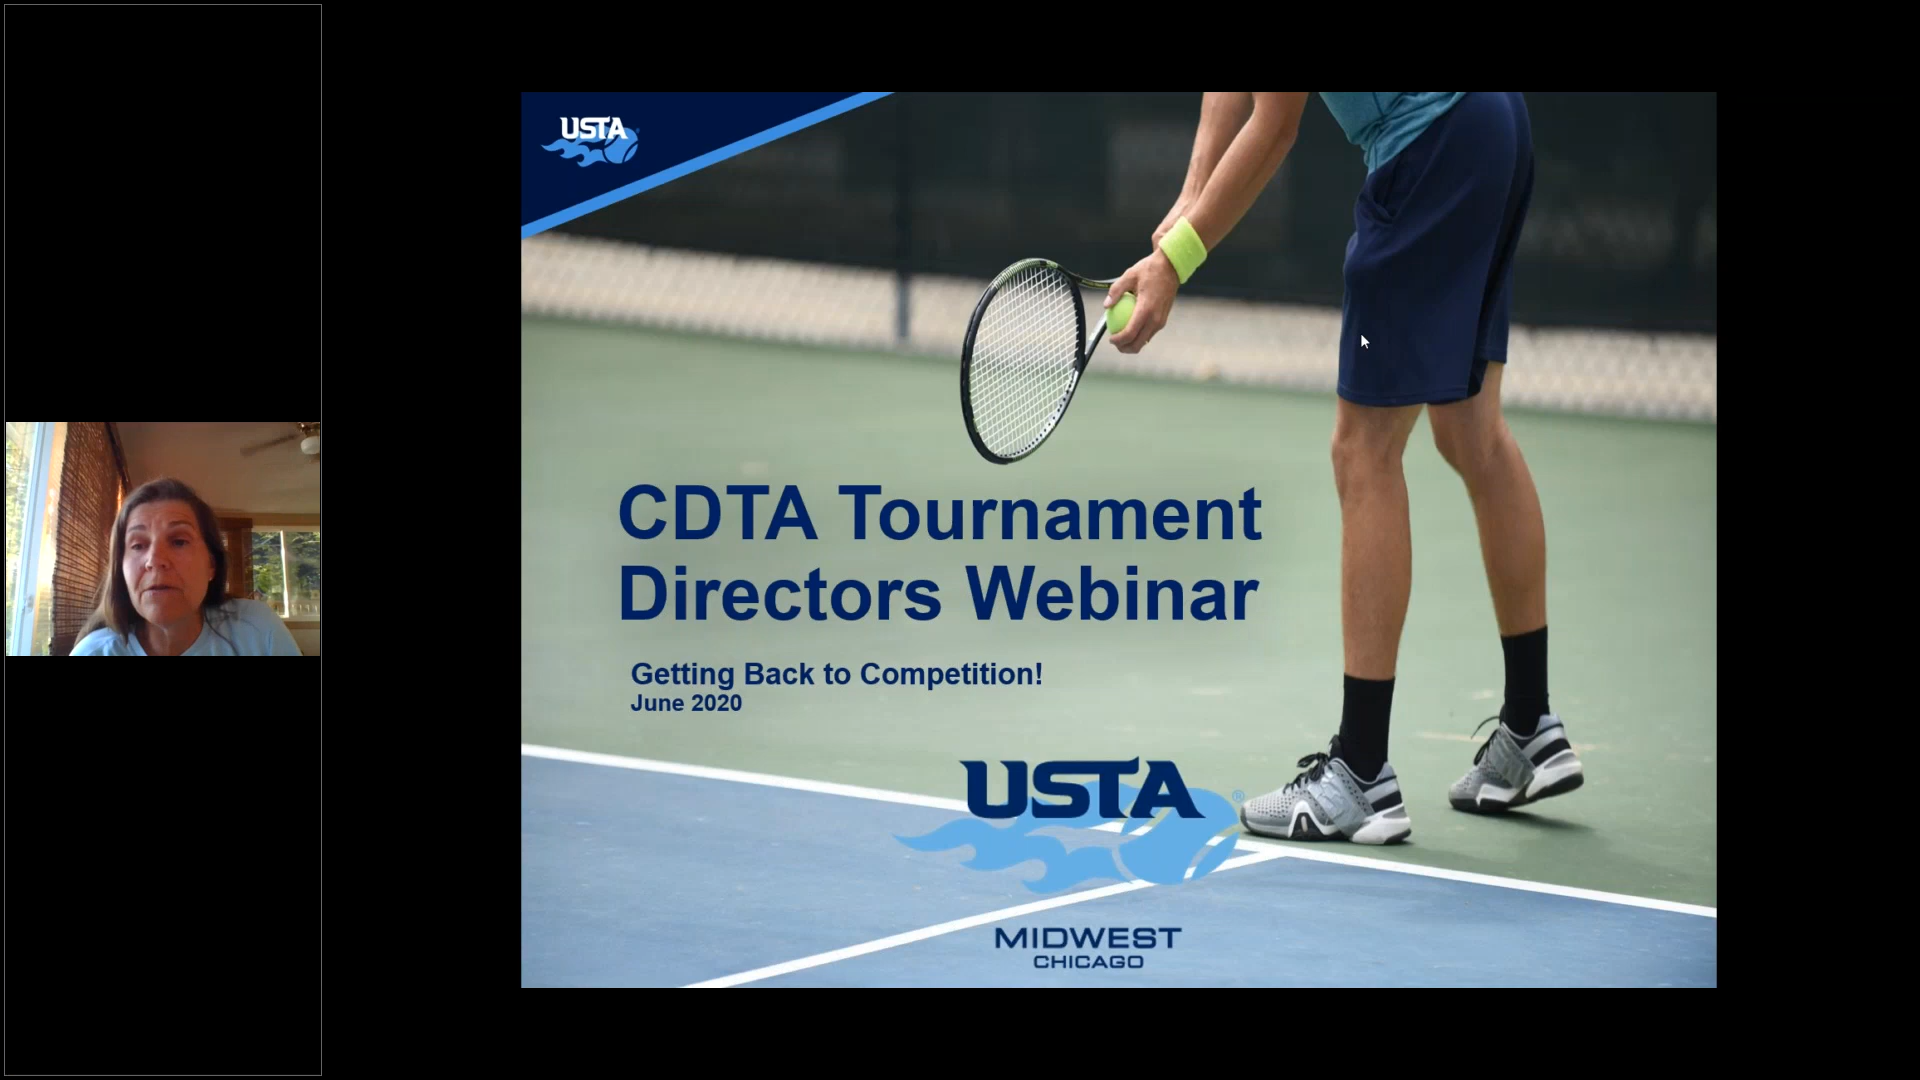 USTA
CDTA Tournament
Directors Webinar
Getting Back to Competition!
June 2020
USTA
®
MIDWEST
CHICAGO